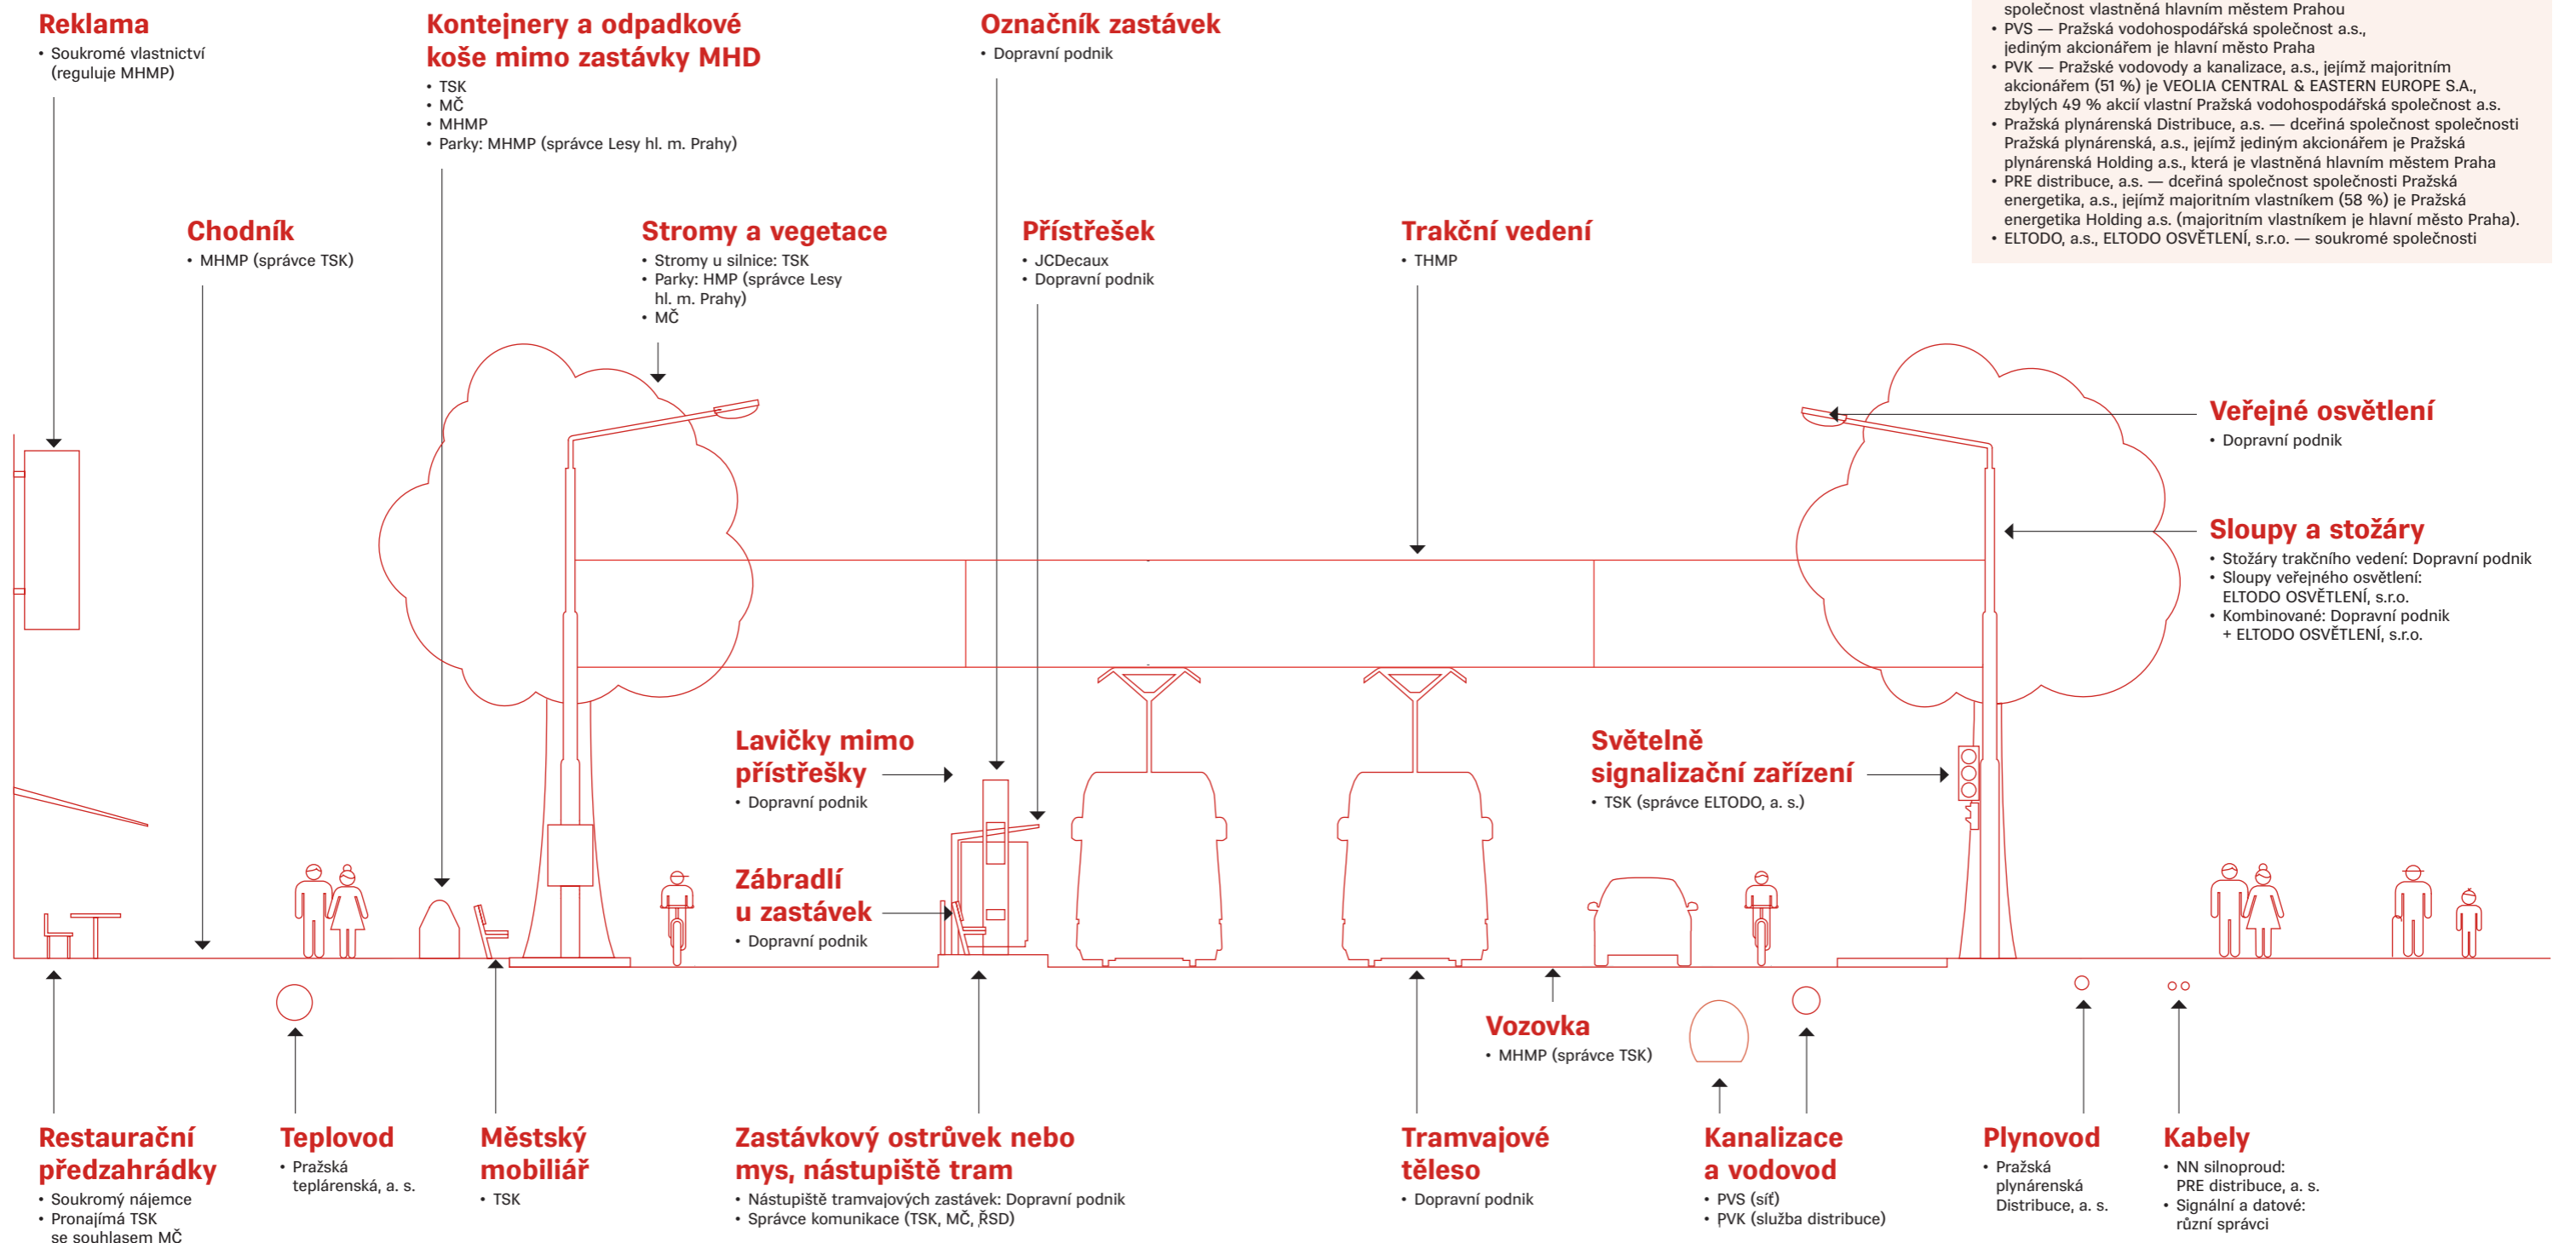 Reklama
• Soukromé vlastnictví
(reguluje MHMP)
Kontejnery a odpadkové
koše mimo zastávky MHD
• TSK
• MČ
• MHMP
• Parky: MHMP (správce Lesy hl. m. Prahy)
Označník zastávek
• Dopravní podnik
společnost vlastněná hlavním městem Prahou
• PVS — Pražská vodohospodářská společnost a.s.,
jediným akcionářem je hlavní město Praha
• PVK — Pražské vodovody a kanalizace, a.s., jejímž majoritním
akcionářem (51 %) je VEOLIA CENTRAL & EASTERN EUROPE S.A.,
zbylých 49 % akcií vlastní Pražská vodohospodářská společnost a.s.
• Pražská plynárenská Distribuce, a.s. — dceřiná společnost společnosti
Pražská plynárenská, a.s., jejímž jediným akcionářem je Pražská
plynárenská Holding a.s., která je vlastněná hlavním městem Praha
• PRE distribuce, a.s. — dceřiná společnost společnosti Pražská
energetika, a.s., jejímž majoritním vlastníkem (58 %) je Pražská
energetika Holding a.s. (majoritním vlastníkem je hlavní město Praha).
• ELTODO, a.s., ELTODO OSVĚTLENÍ, s.r.o. — soukromé společnosti
Chodník
• MHMP (správce TSK)
Stromy a vegetace
• Stromy u silnice: TSK
• Parky: HMP (správce Lesy
hl. m. Prahy)
• MČ
Přístřešek
• JCDecaux
• Dopravní podnik
Trakční vedení
• THMP
Veřejné osvětlení
• Dopravní podnik
Sloupy a stožáry
• Stožáry trakčního vedení: Dopravní podnik
• Sloupy veřejného osvětlení:
ELTODO OSVĚTLENÍ, s.r.o.
• Kombinované: Dopravní podnik
+ ELTODO OSVĚTLENÍ, s.r.o.
Lavičky mimo
přístřešky
• Dopravní podnik
Světelně
signalizační zařízení
• TSK (správce ELTODO, a. s.)
Zábradlí
u zastávek
• Dopravní podnik
Vozovka
• MHMP (správce TSK)
Restaurační
předzahrádky
• Soukromý nájemce
• Pronajímá TSK
se souhlasem MČ
Teplovod
• Pražská
teplárenská, a. s.
Městský
mobiliář
• TSK
Zastávkový ostrůvek nebo
mys, nástupiště tram
• Nástupiště tramvajových zastávek: Dopravní podnik
• Správce komunikace (TSK, MČ, ŘSD)
Tramvajové
těleso
• Dopravní podnik
Kanalizace
a vodovod
• PVS (síť)
• PVK (služba distribuce)
Plynovod
• Pražská
plynárenská
Distribuce, a. s.
Kabely
• NN silnoproud:
PRE distribuce, a. s.
• Signální a datové:
různí správci